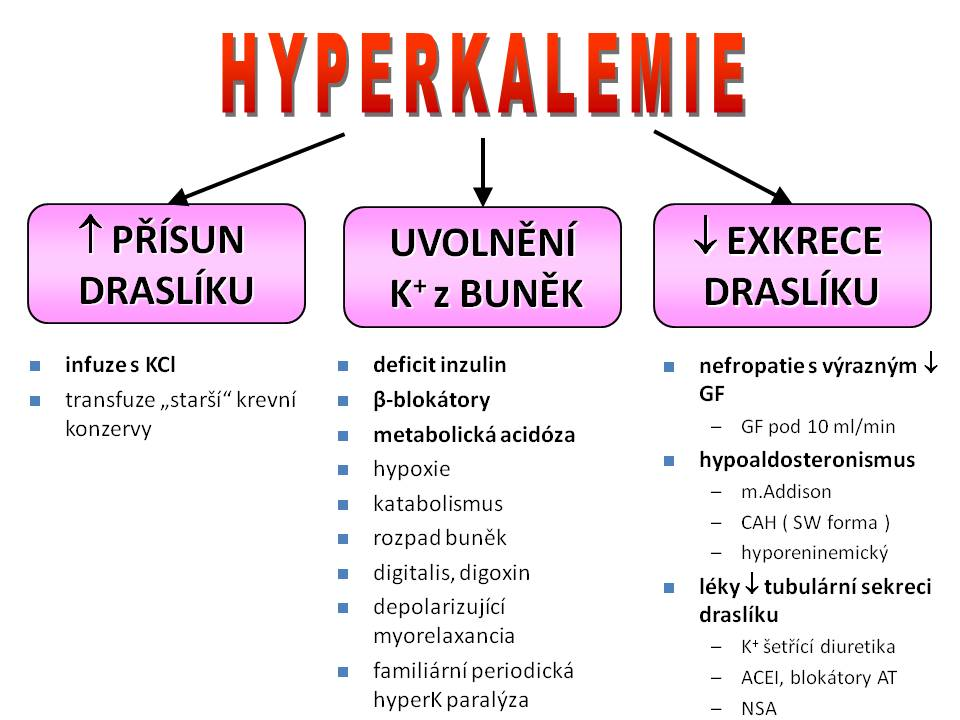 HYPERKALEMIE
↑ PŘÍSUN
DRASLÍKU
infuze s KCl
transfuze „starší“ krevní
konzervy
UVOLNĚNÍ
K⁺ z BUNĚK
deficit inzulin
β-blokátory
metabolická acidóza
hypoxie
katabolismus
rozpad buněk
digitalis, digoxin
depolarizující
myorelaxancia
familiární periodická
hyperK paralýza
↓ EXKRECE
DRASLÍKU
nefropatie s výrazným ↓
GF
– GF pod 10 ml/min
hypoaldosteronismus
– m.Addison
– CAH ( SW forma )
– hyporeninemický
léky ↓ tubulární sekreci
draslíku
– K⁺ šetřící diuretika
– ACEI, blokátory AT
– NSA